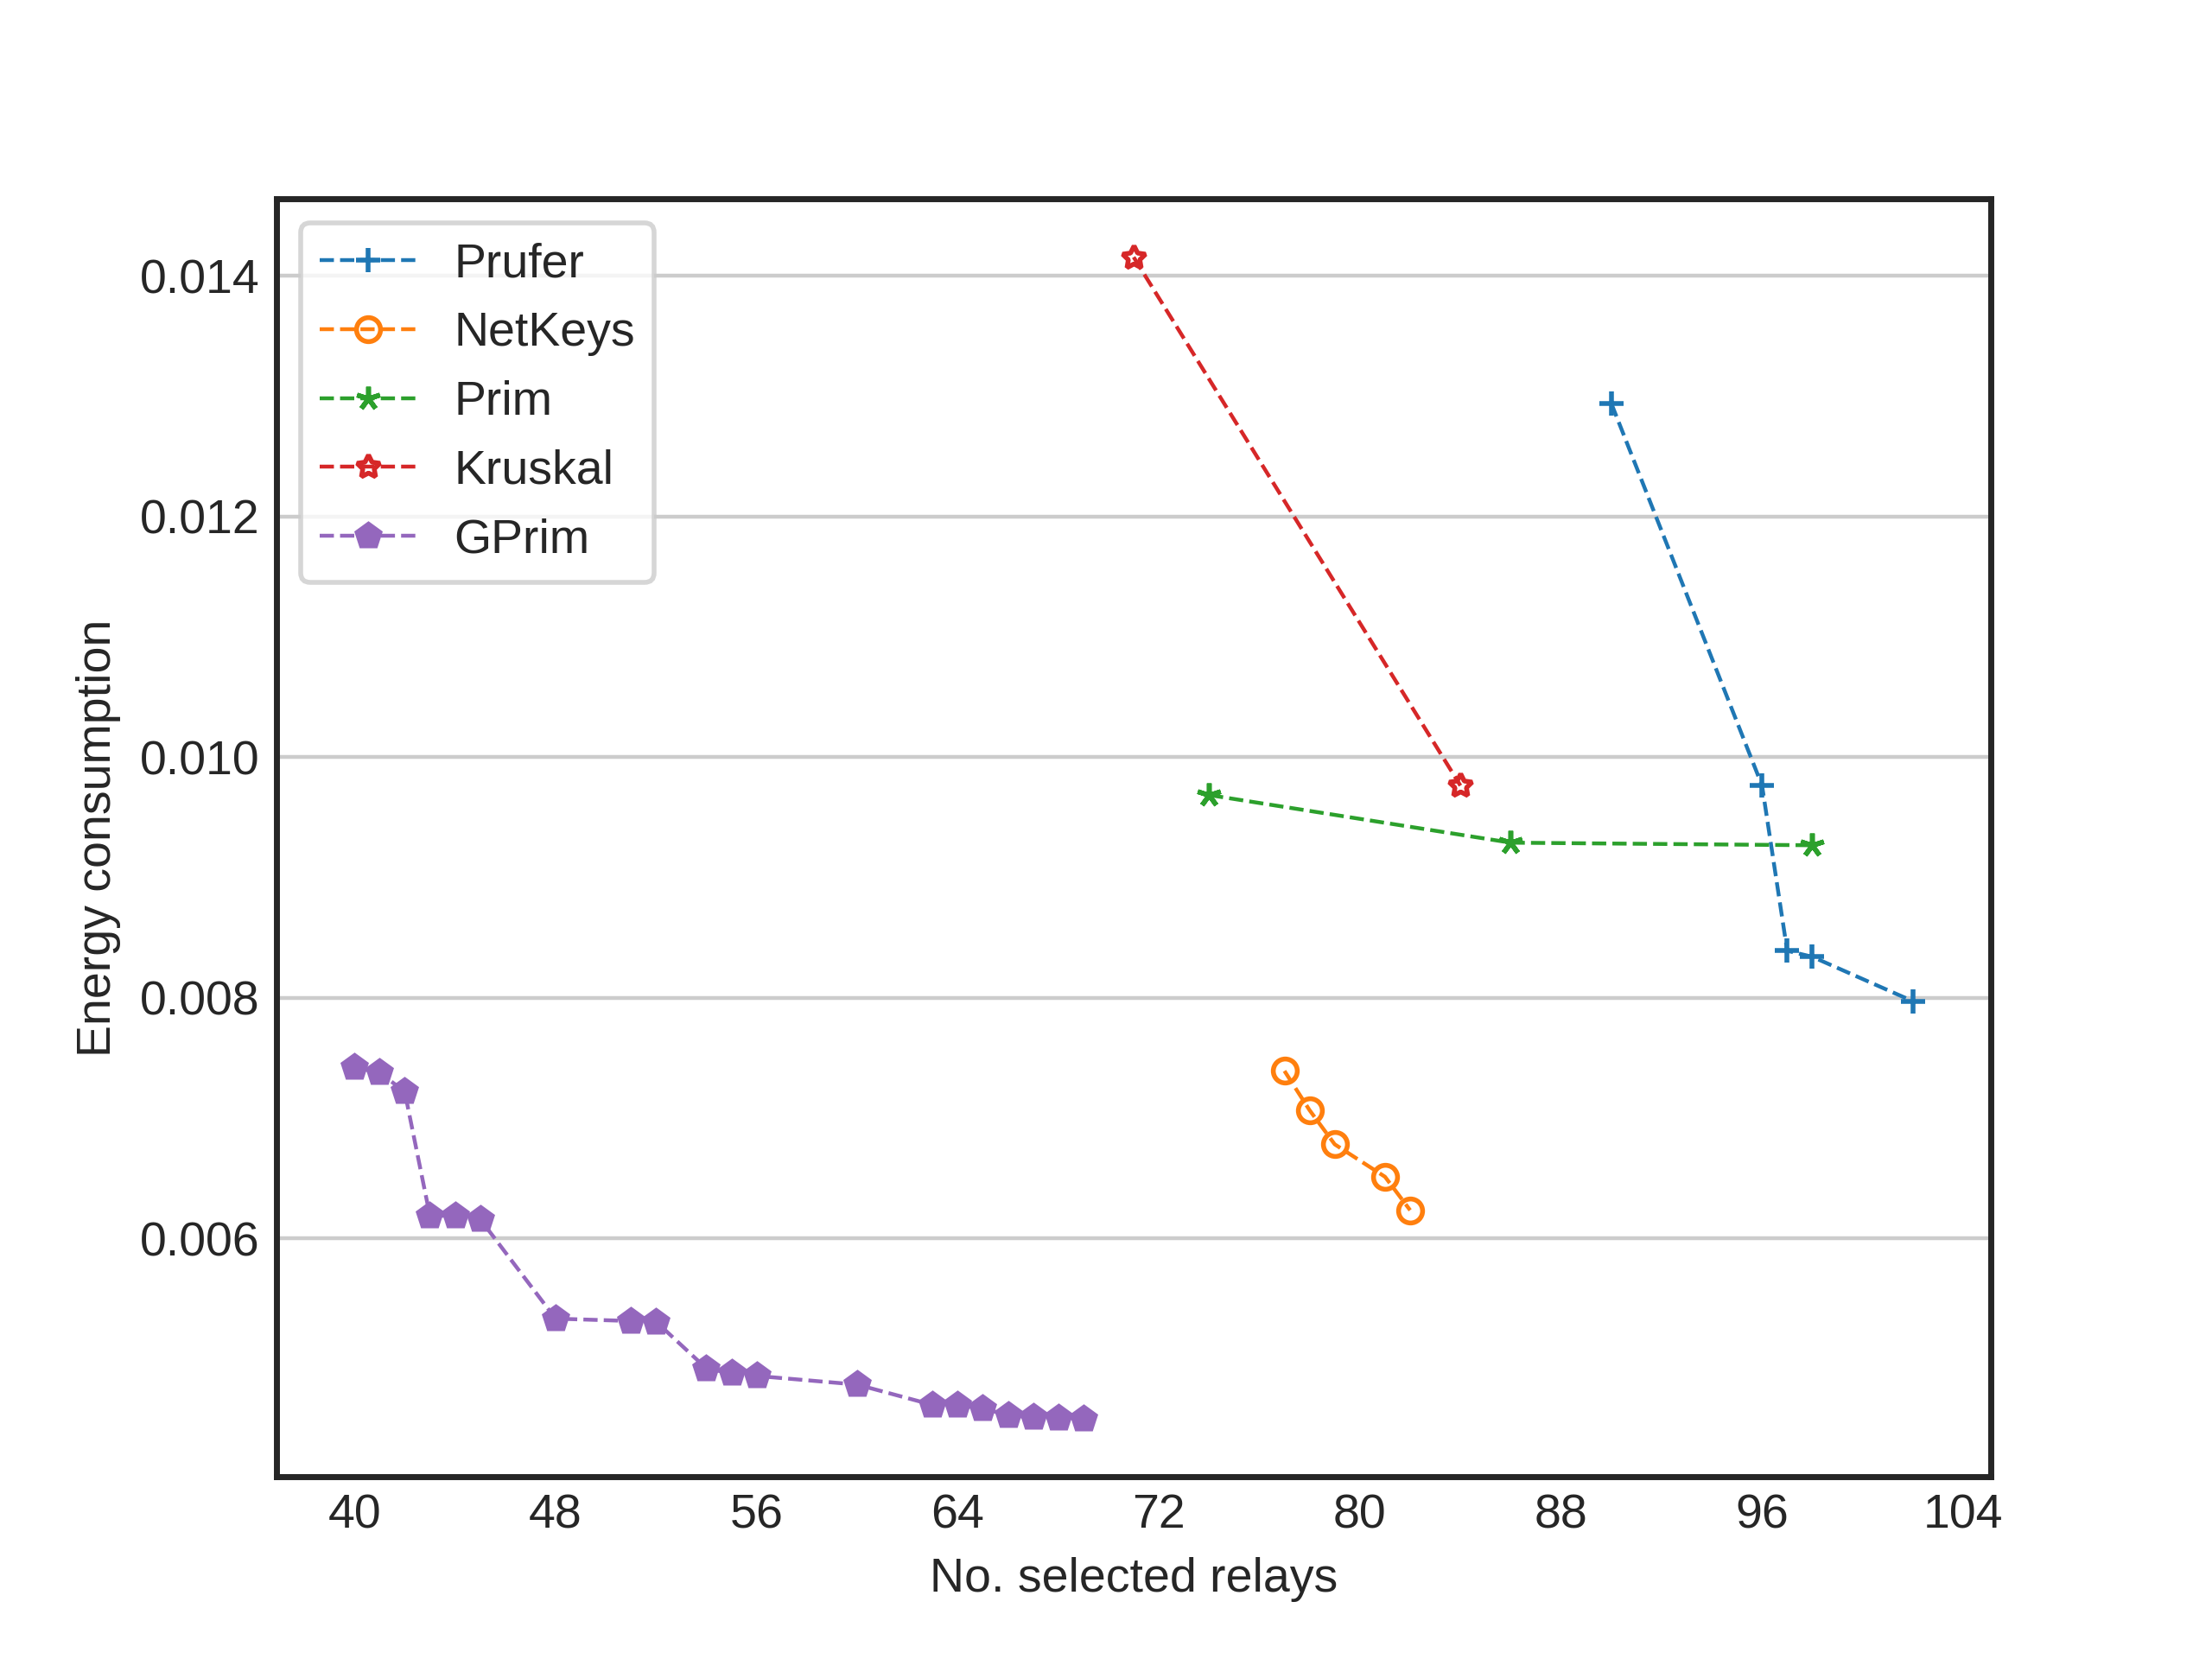 Prufer
NetKeys
Prim
Kruskal
GPrim
0.014
0.012
0.010
0.008
0.006
Energy consumption
40 48 56 64 72 80 88 96 104
No. selected relays